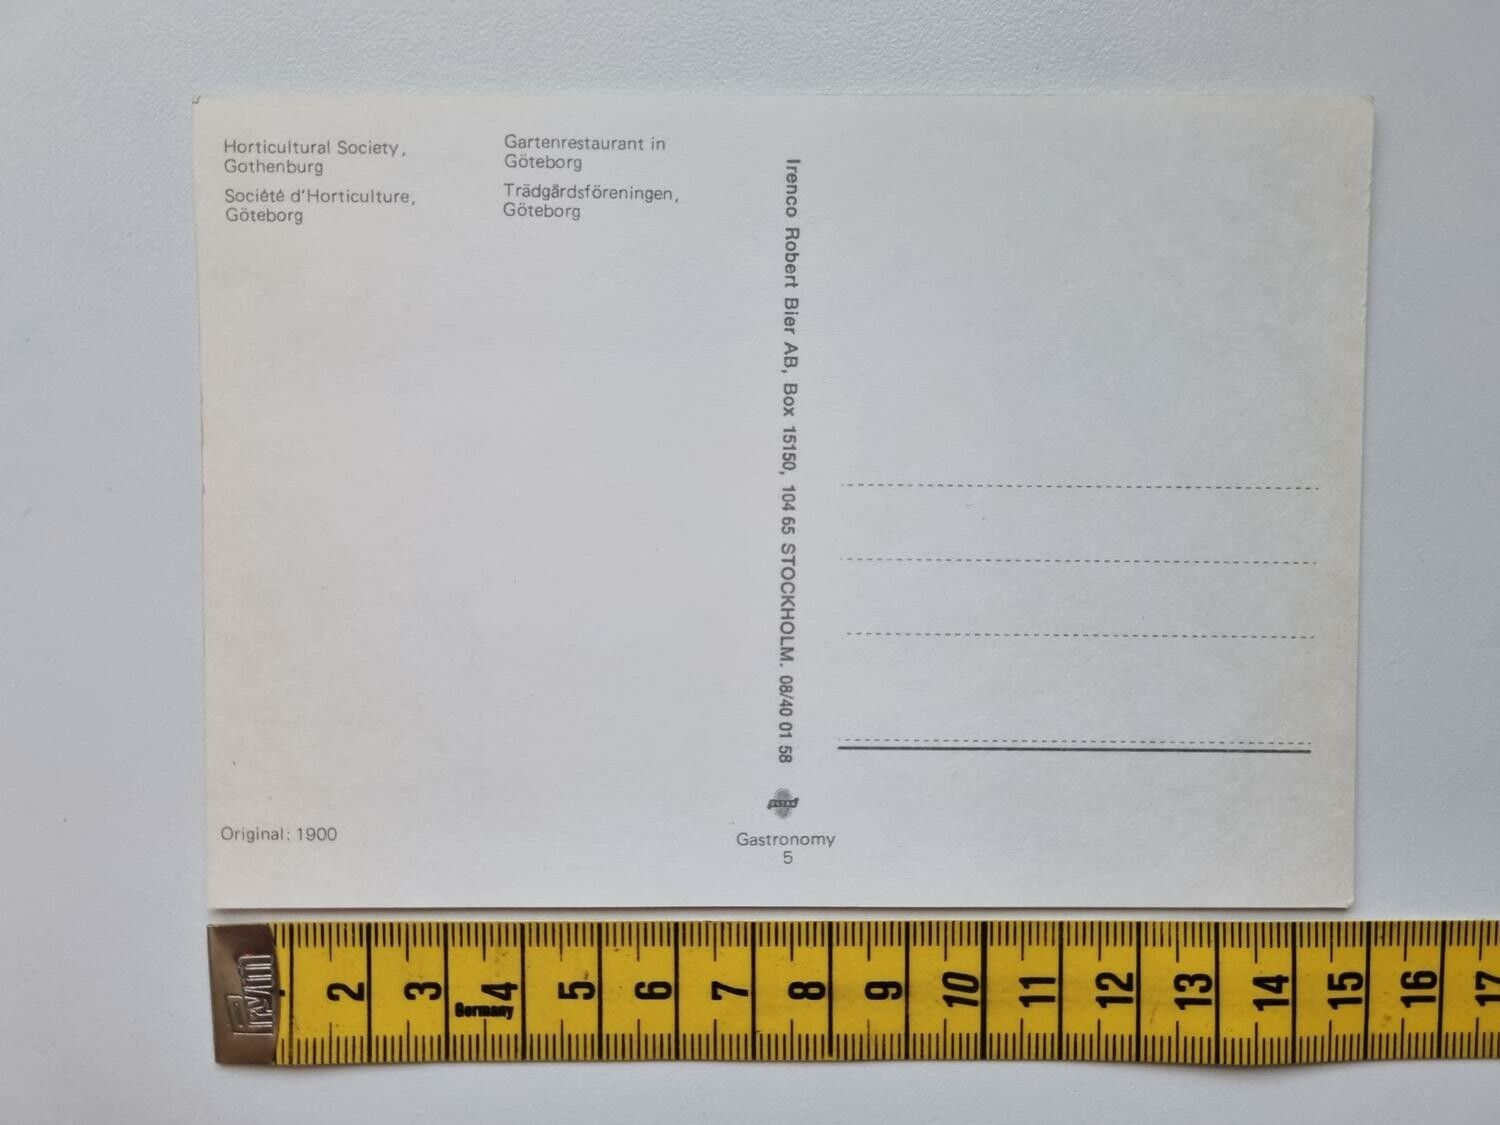 Horticultural Society,
Gothenburg
Société d'Horticulture,
Göteborg
Gartenrestaurant in
Göteborg
Trädgårdsföreningen,
Göteborg
Irenco Robert Bier AB, Box 15150, 104 65 STOCKHOLM. 08/40 01 58
Original: 1900
Gastronomy
5
Prym
2 3 4 5 6 7 8 9 10 11 12 13 14 15 16 17
Germany